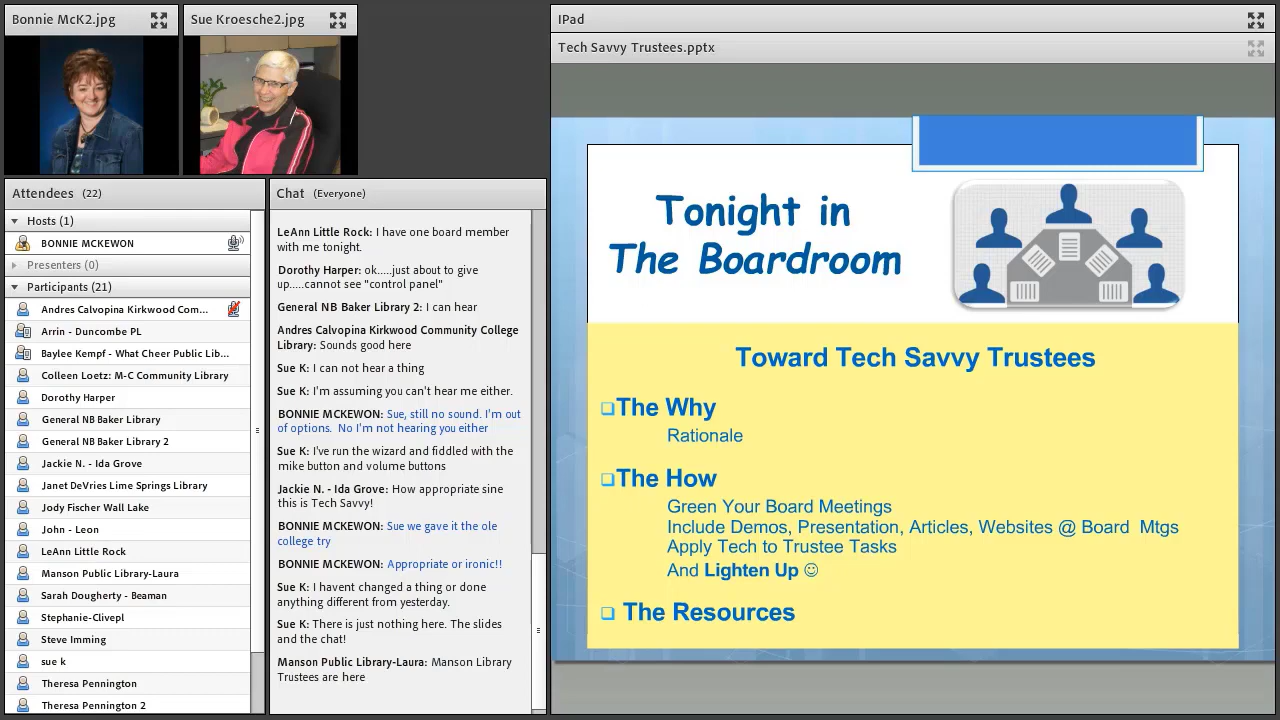 Bonnie McK2.jpg
Sue Kroesche2.jpg
Attendees (22)
Hosts (1)
BONNIE MCKEWON
Presenters (0)
Participants (21)
Andres Calvopina Kirkwood Com...
Arrin - Duncombe PL
Baylee Kempf - What Cheer Public Lib...
Colleen Loetz: M-C Community Library
Dorothy Harper
General NB Baker Library
General NB Baker Library 2
Jackie N. - Ida Grove
Janet DeVries Lime Springs Library
Jody Fischer Wall Lake
John - Leon
LeAnn Little Rock
Manson Public Library-Laura
Sarah Dougherty - Beaman
Stephanie-Clivepl
Steve Imming
sue k
Theresa Pennington
Theresa Pennington 2
Chat (Everyone)
LeAnn Little Rock: I have one board member
with me tonight.
Dorothy Harper: ok.....just about to give
up.....cannot see "control panel"
General NB Baker Library 2: I can hear
Andres Calvopina Kirkwood Community College
Library: Sounds good here
Sue K: I can not hear a thing
Sue K: I'm assuming you can't hear me either.
BONNIE MCKEWON: Sue, still no sound. I'm out
of options. No I'm not hearing you either
Sue K: I've run the wizard and fiddled with the
mike button and volume buttons
Jackie N. - Ida Grove: How appropriate sine
this is Tech Savvy!
BONNIE MCKEWON: Sue we gave it the ole
college try
BONNIE MCKEWON: Appropriate or ironic!!
Sue K: I havent changed a thing or done
anything different from yesterday.
Sue K: There is just nothing here. The slides
and the chat!
Manson Public Library-Laura: Manson Library
Trustees are here
IPad
Tech Savvy Trustees.pptx
Tonight in
The Boardroom
Toward Tech Savvy Trustees
The Why
Rationale
The How
Green Your Board Meetings
Include Demos, Presentation, Articles, Websites @ Board Mtgs
Apply Tech to Trustee Tasks
And Lighten Up ☺
The Resources